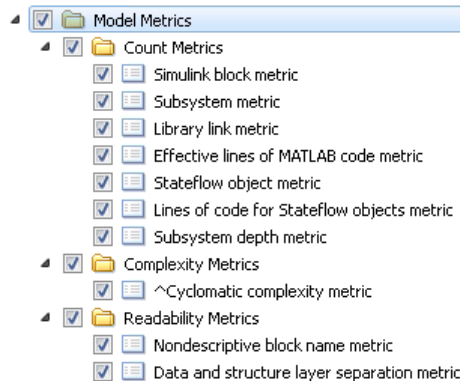 Model Metrics
Count Metrics
Simulink block metric
Subsystem metric
Library link metric
Effective lines of MATLAB code metric
Stateflow object metric
Lines of code for Stateflow objects metric
Subsystem depth metric
Complexity Metrics
^Cyclomatic complexity metric
Readability Metrics
Nondescriptive block name metric
Data and structure layer separation metric